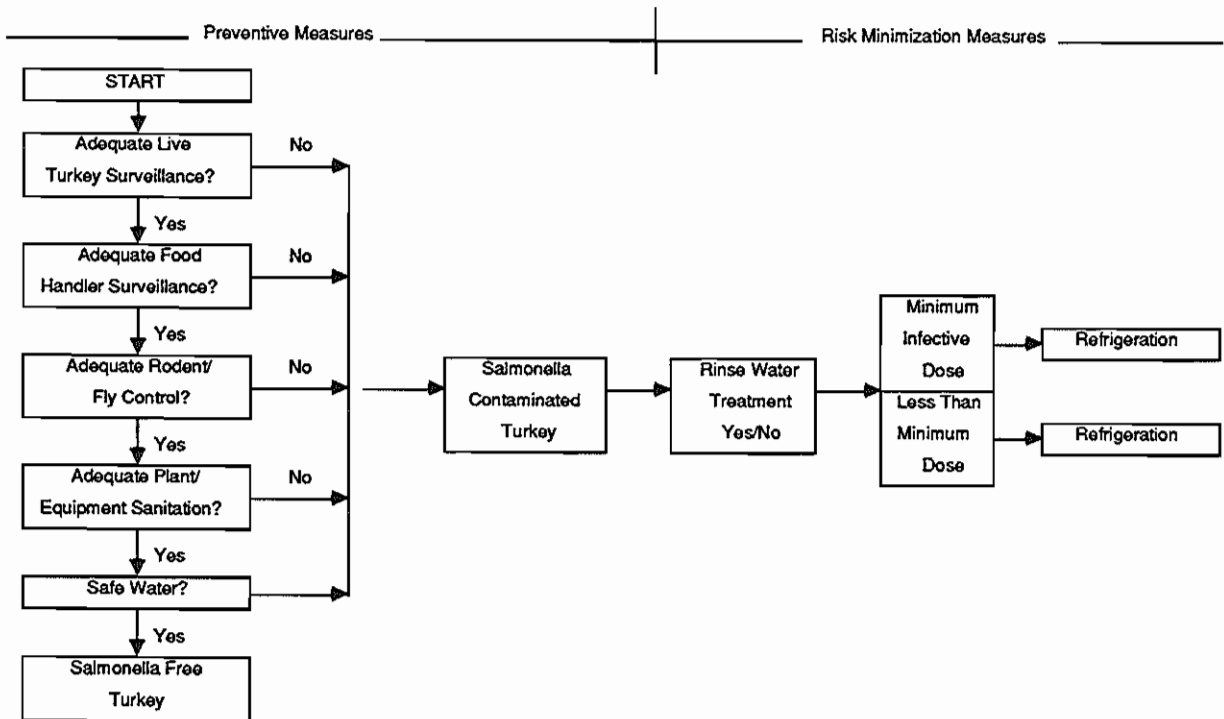 Preventive Measures
Risk Minimization Measures
START
Adequate Live
Turkey Surveillance?
No
Yes
Adequate Food
Handler Surveillance?
No
Yes
Adequate Rodent/
Fly Control?
No
Yes
Adequate Plant/
Equipment Sanitation?
No
Yes
Safe Water?
Yes
Salmonella Free
Turkey
Salmonella
Contaminated
Turkey
Rinse Water
Treatment
Yes/No
Minimum
Infective
Dose
Less Than
Minimum
Dose
Refrigeration
Refrigeration